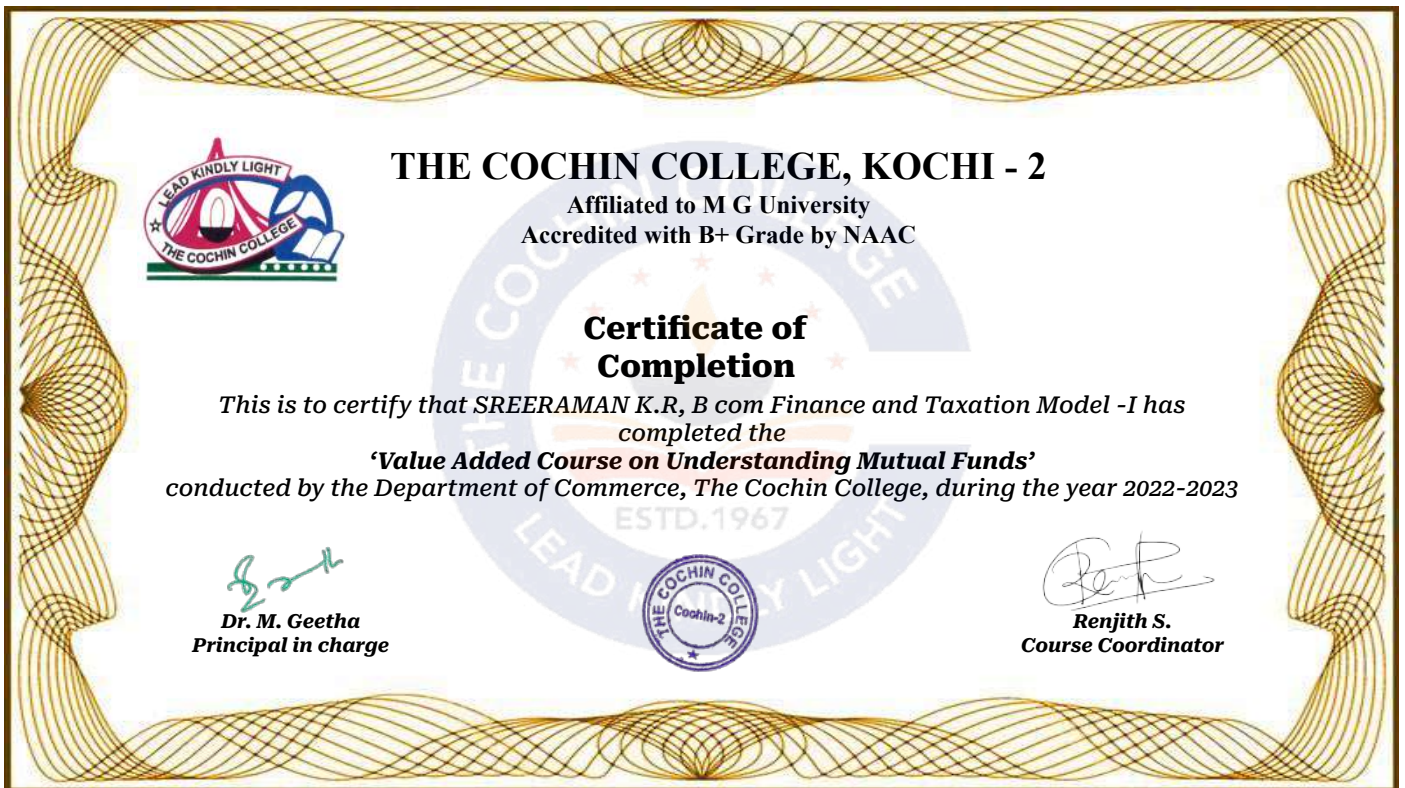 LEAD KINDLY LIGHT
THE COCHIN COLLEGE
THE COCHIN COLLEGE, KOCHI - 2
Affiliated to M G University
Accredited with B+ Grade by NAAC
THE COCHIN COLLEGE
Certificate of
Completion
This is to certify that SREERAMAN K.R, B com Finance and Taxation Model -I has
completed the
‘Value Added Course on Understanding Mutual Funds’
conducted by the Department of Commerce, The Cochin College, during the year 2022-2023
ESTD.1967
LEAD KINDLY LIGHT
THE COCHIN COLLEGE
Cochin-2
Dr. M. Geetha
Principal in charge
Renjith S.
Course Coordinator